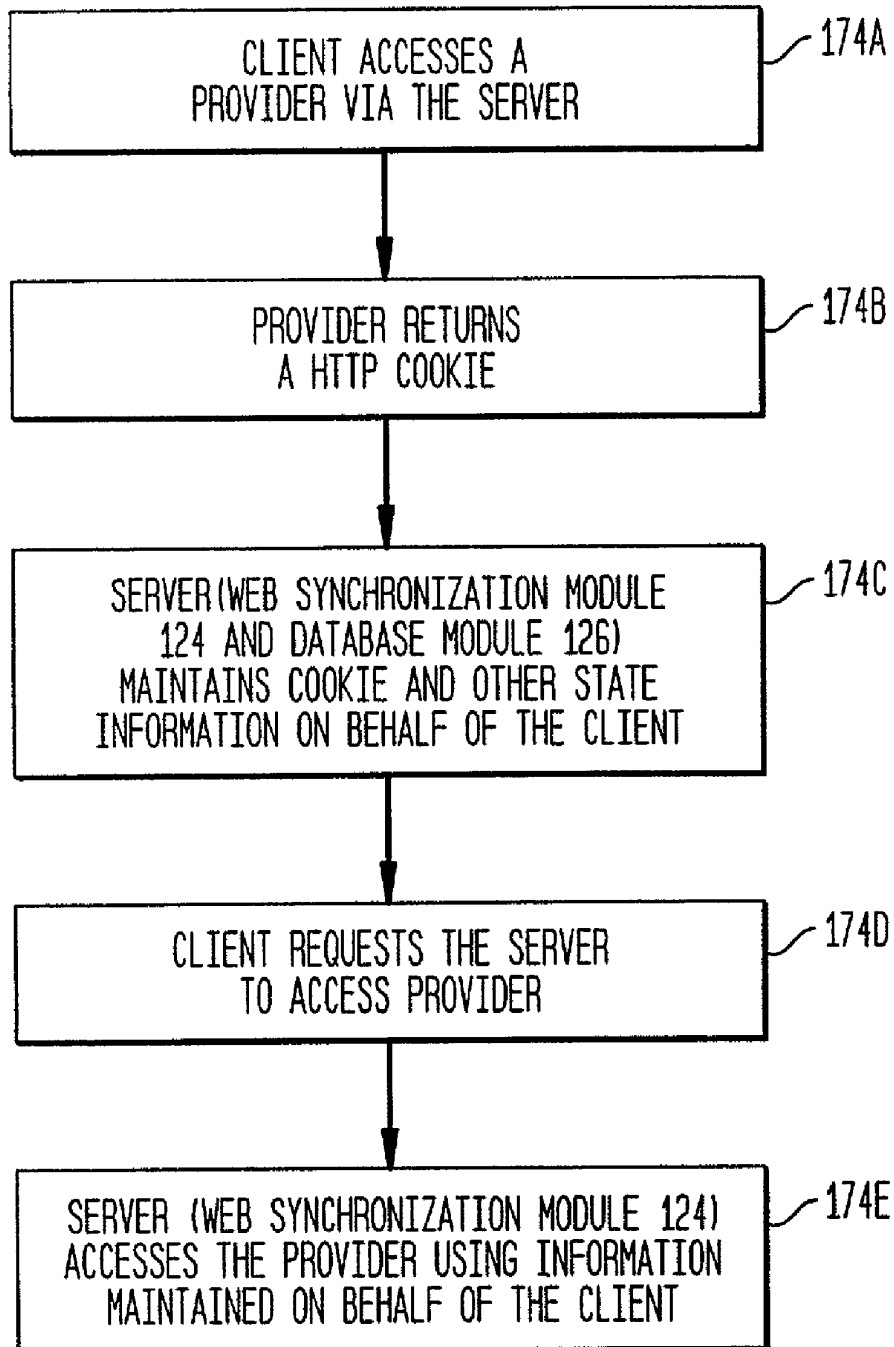 CLIENT ACCESSES A
PROVIDER VIA THE SERVER
174A
PROVIDER RETURNS
A HTTP COOKIE
174B
SERVER(WEB SYNCHRONIZATION MODULE
124 AND DATABASE MODULE 126)
MAINTAINS COOKIE AND OTHER STATE
INFORMATION ON BEHALF OF THE CLIENT
174C
CLIENT REQUESTS THE SERVER
TO ACCESS PROVIDER
174D
SERVER (WEB SYNCHRONIZATION MODULE 124)
ACCESSES THE PROVIDER USING INFORMATION
MAINTAINED ON BEHALF OF THE CLIENT
174E